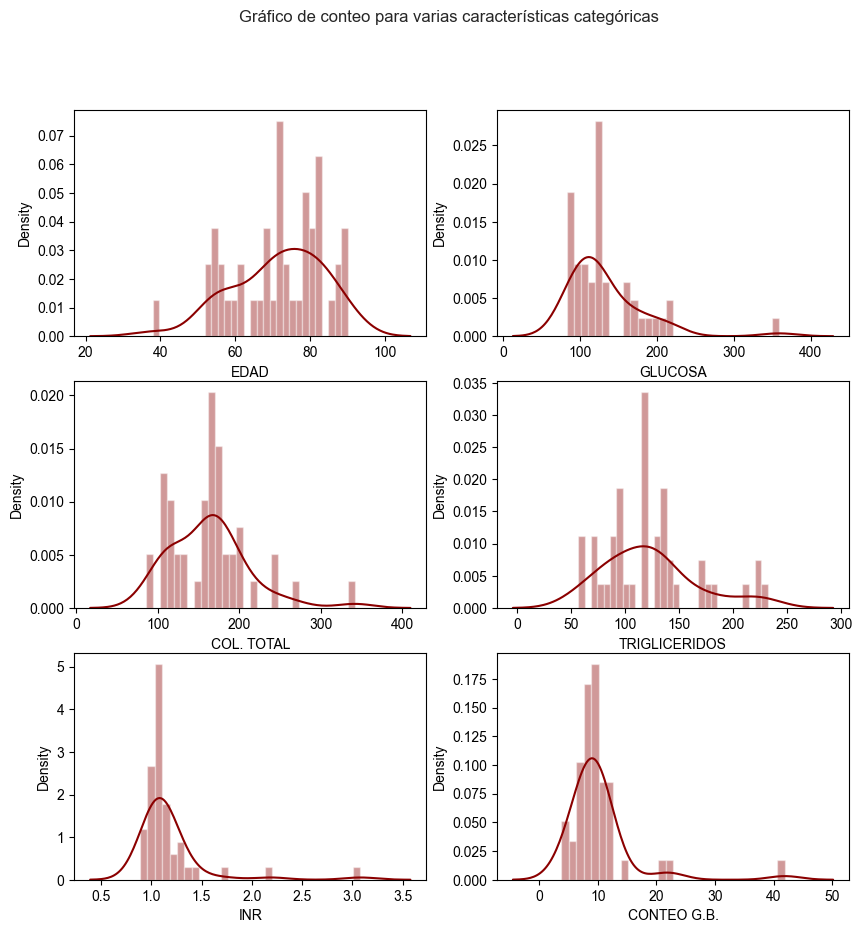 Gráfico de conteo para varias características categóricas
0.07
0.06
0.05
0.04
0.03
0.02
0.01
0.00
Density
20 40 60 80 100
EDAD
0.025
0.020
0.015
0.010
0.005
0.000
Density
0 100 200 300 400
GLUCOSA
0.020
0.015
0.010
0.005
0.000
Density
0 100 200 300 400
COL. TOTAL
0.035
0.030
0.025
0.020
0.015
0.010
0.005
0.000
Density
0 50 100 150 200 250 300
TRIGLICERIDOS
5
4
3
2
1
0
Density
0.5 1.0 1.5 2.0 2.5 3.0 3.5
INR
0.175
0.150
0.125
0.100
0.075
0.050
0.025
0.000
Density
0 10 20 30 40 50
CONTEO G.B.